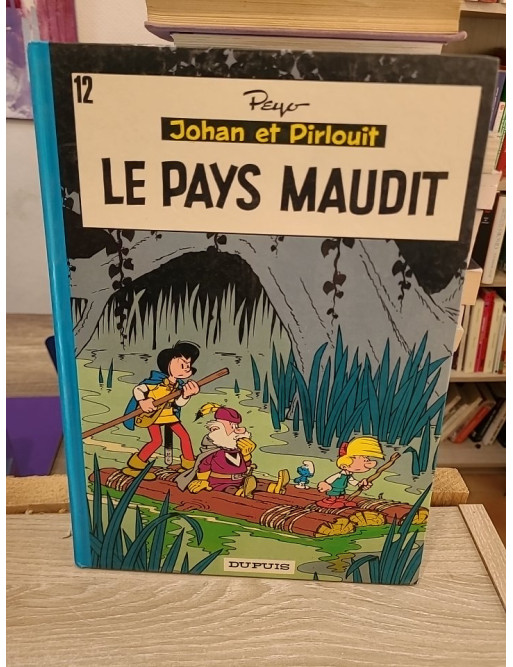 12
Peyo
Johan et Pirlouit
LE PAYS MAUDIT
DUPUIS